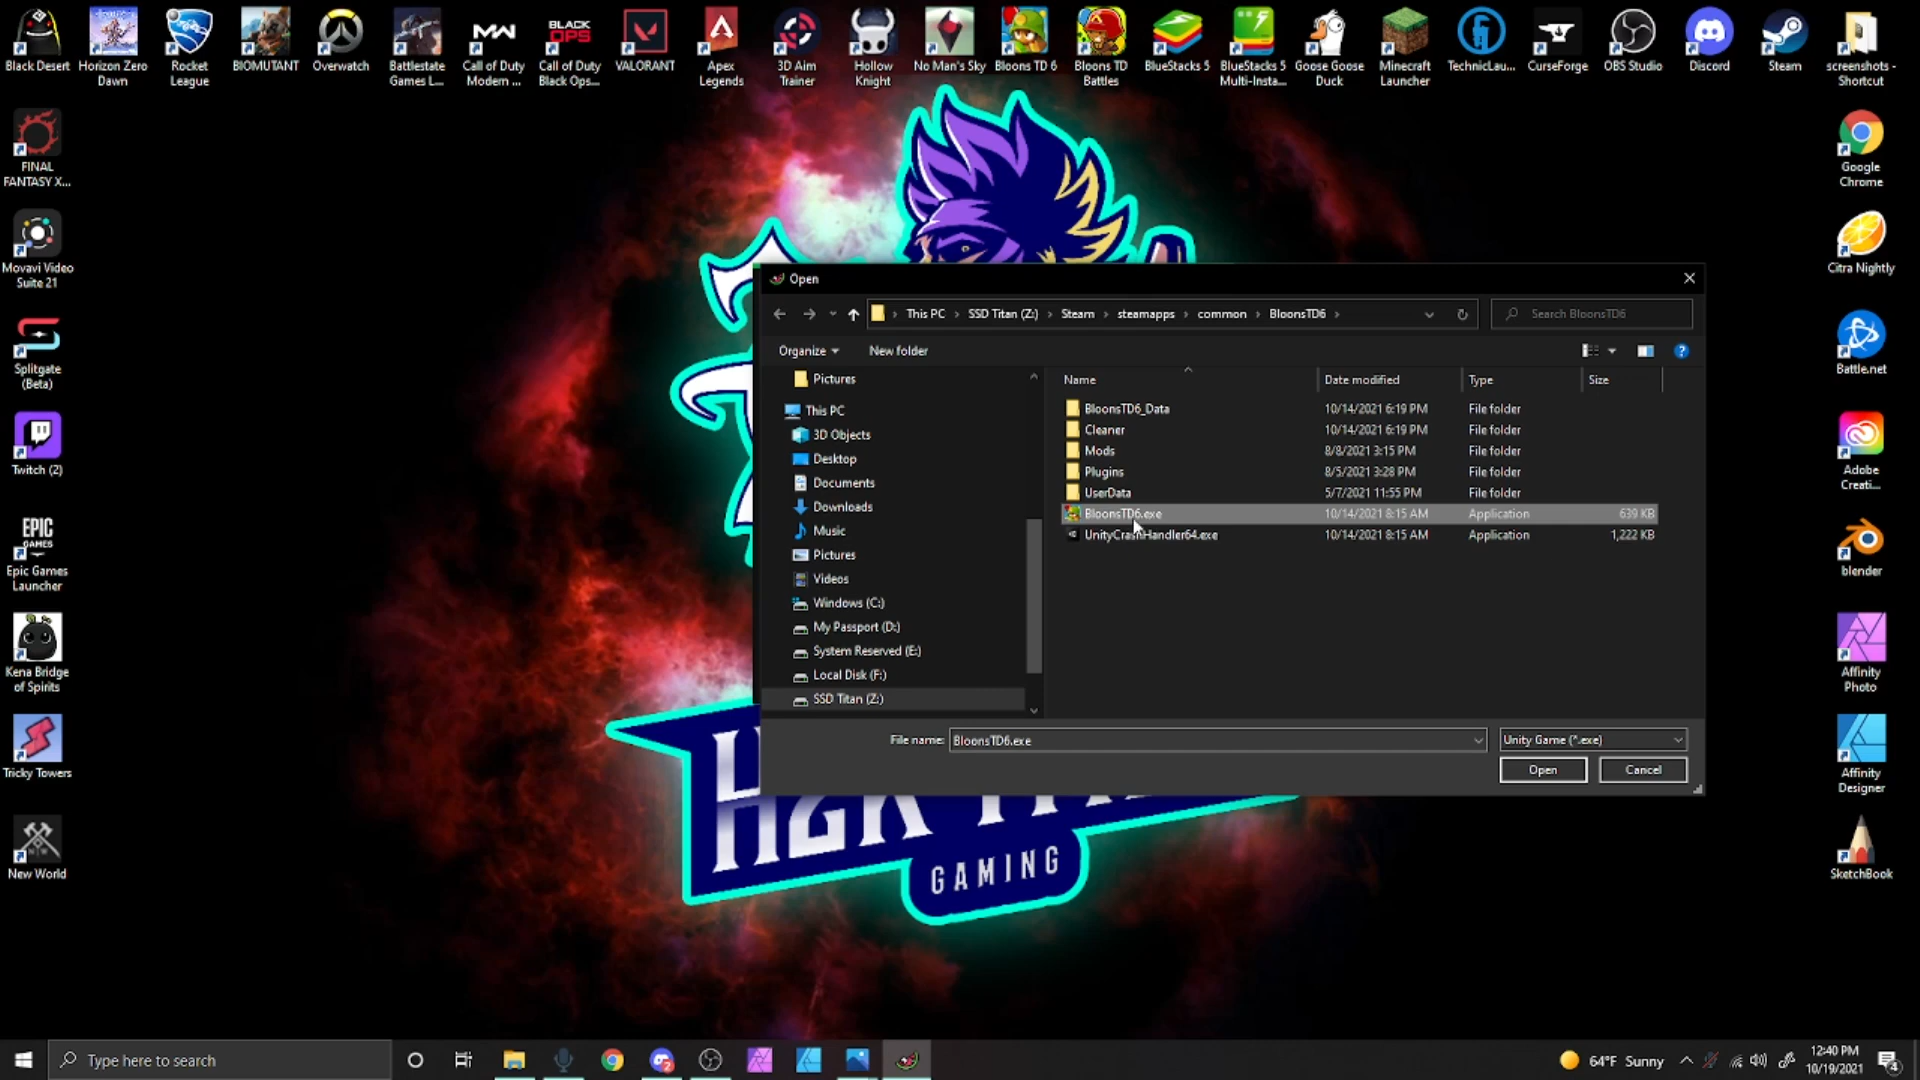 Black Desert
Horizon Zero
Dawn
Rocket
League
BIOMUTANT
Overwatch
Battlestate
Games L...
MW
Call of Duty
Modern ...
BLACK
OPS
Call of Duty
Black Ops...
VALORANT
Apex
Legends
3D Aim
Trainer
Hollow
Knight
No Man's Sky
Bloons TD 6
Bloons TD
Battles
BlueStacks 5
BlueStacks 5
Multi-Insta...
Goose Goose
Duck
Minecraft
Launcher
TechnicLau...
CurseForge
OBS Studio
Discord
Steam
screenshots -
Shortcut
FINAL
FANTASY X...
Movavi Video
Suite 21
Splitgate
(Beta)
Twitch (2)
EPIC
GAMES
Epic Games
Launcher
Kena Bridge
of Spirits
Tricky Towers
New World
Google
Chrome
Citra Nightly
Battle.net
Adobe
Creati...
blender
Affinity
Photo
Affinity
Designer
SketchBook
Open
This PC > SSD Titan (Z:) > Steam > steamapps > common > BloonsTD6 >
Search BloonsTD6
Organize
New folder
Pictures
This PC
3D Objects
Desktop
Documents
Downloads
Music
Pictures
Videos
Windows (C:)
My Passport (D:)
System Reserved (E:)
Local Disk (F:)
SSD Titan (Z:)
Name Date modified Type Size
BloonsTD6_Data 10/14/2021 6:19 PM File folder
Cleaner 10/14/2021 6:19 PM File folder
Mods 8/8/2021 3:15 PM File folder
Plugins 8/5/2021 3:28 PM File folder
UserData 5/7/2021 11:55 PM File folder
BloonsTD6.exe 10/14/2021 8:15 AM Application 639 KB
UnityCrashHandler64.exe 10/14/2021 8:15 AM Application 1,222 KB
File name: BloonsTD6.exe
Unity Game (*.exe)
Open
Cancel
GAMING
Type here to search
64°F Sunny
12:40 PM
10/19/2021
4